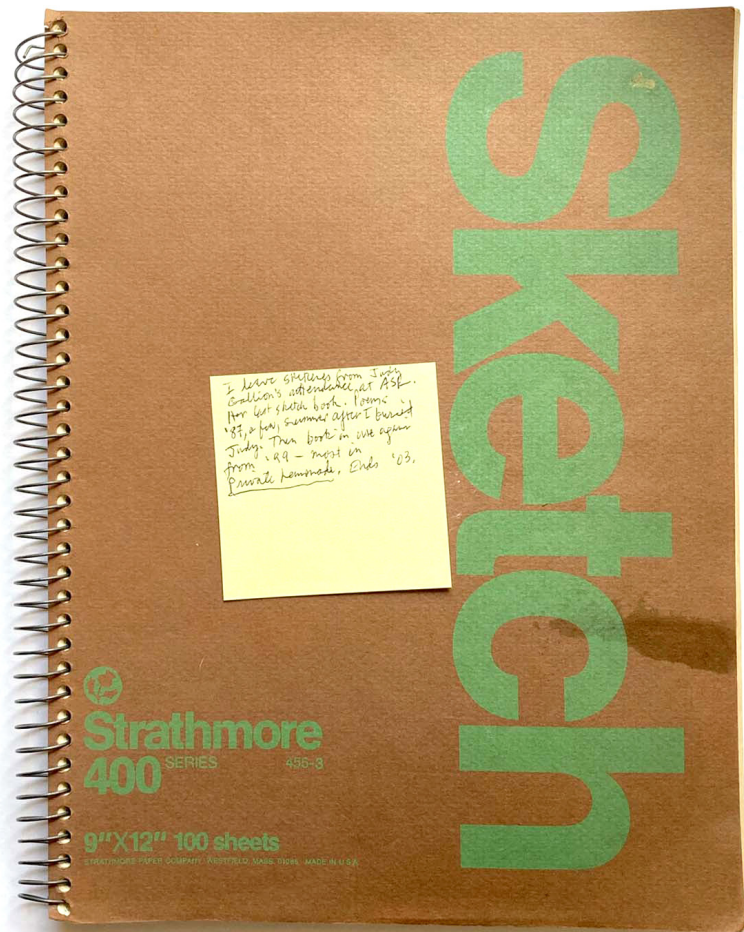 Sketch
I leave sketches from Judy
Gallion's attendance at ASF.
Her last sketch book. Poems
'87, a few, summer after I buried
Judy. Then book in use again
from '99 – most in
Private Lemonade. Ends '03.
Strathmore
400 SERIES 455-3
9"X12" 100 sheets
STRATHMORE PAPER COMPANY, WESTFIELD, MASS. 01085 MADE IN U.S.A.